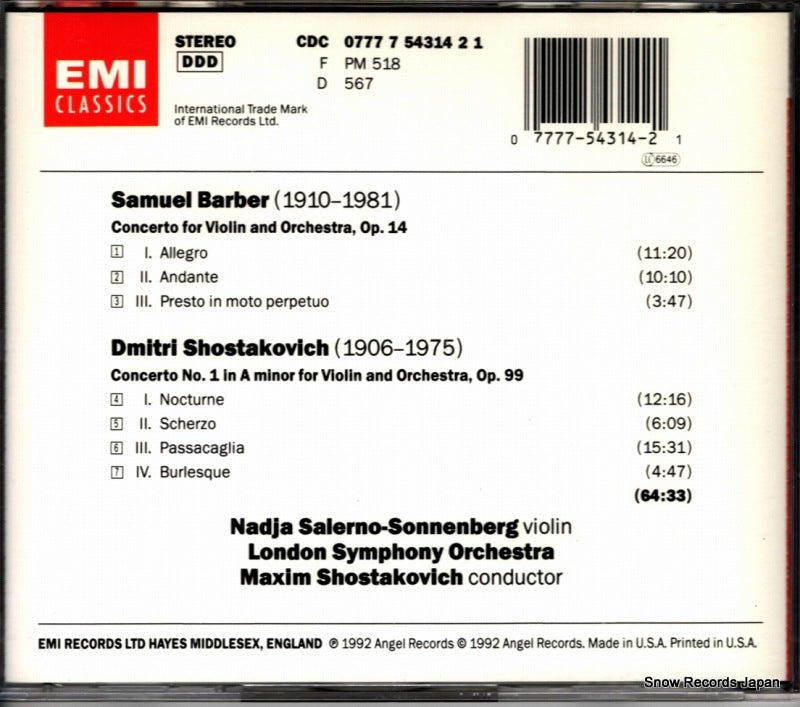 EMI
CLASSICS
STEREO
DDD
CDC 0777 7 54314 2 1
F PM 518
D 567
International Trade Mark
of EMI Records Ltd.
0 7777-54314-2 1
LC 6646
Samuel Barber (1910–1981)
Concerto for Violin and Orchestra, Op. 14
1 I. Allegro (11:20)
2 II. Andante (10:10)
3 III. Presto in moto perpetuo (3:47)
Dmitri Shostakovich (1906–1975)
Concerto No. 1 in A minor for Violin and Orchestra, Op. 99
4 I. Nocturne (12:16)
5 II. Scherzo (6:09)
6 III. Passacaglia (15:31)
7 IV. Burlesque (4:47)
(64:33)
Nadja Salerno-Sonnenberg violin
London Symphony Orchestra
Maxim Shostakovich conductor
EMI RECORDS LTD HAYES MIDDLESEX, ENGLAND ℗ 1992 Angel Records © 1992 Angel Records. Made in U.S.A. Printed in U.S.A.
Snow Records Japan